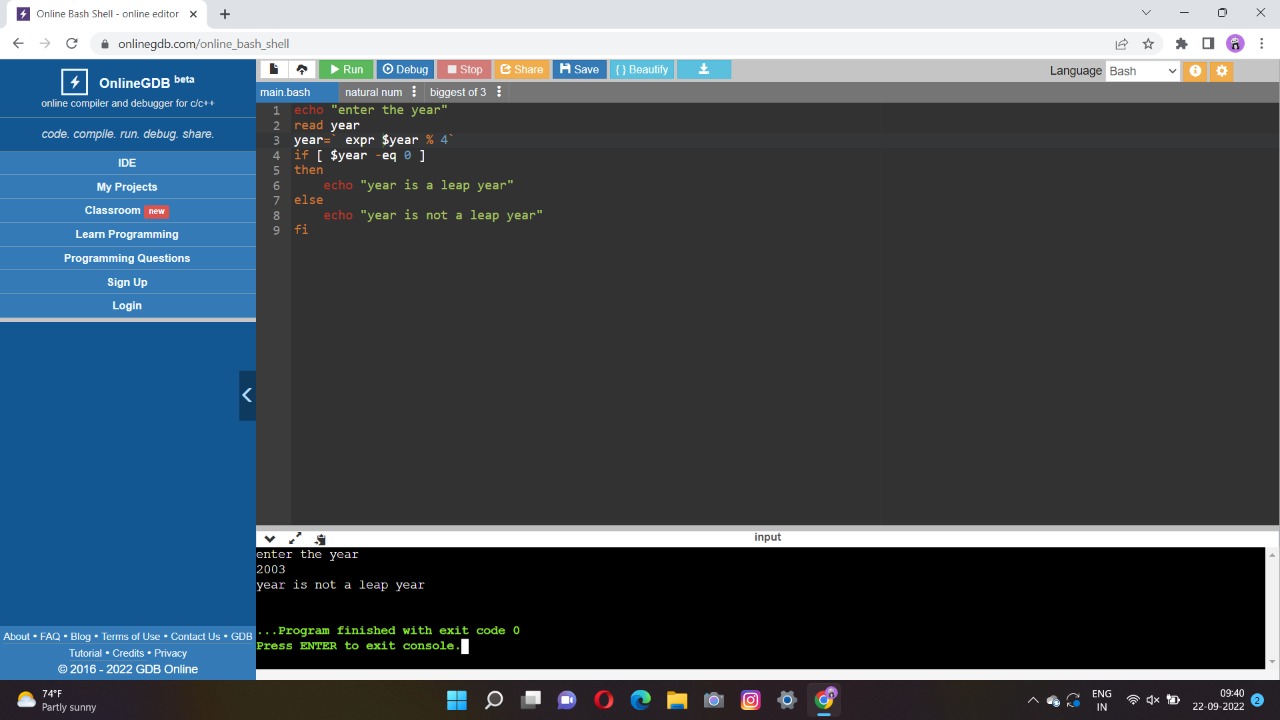 Online Bash Shell - online editor
onlinegdb.com/online_bash_shell
OnlineGDB beta
online compiler and debugger for c/c++
code. compile. run. debug. share.
IDE
My Projects
Classroom new
Learn Programming
Programming Questions
Sign Up
Login
About • FAQ • Blog • Terms of Use • Contact Us • GDB
Tutorial • Credits • Privacy
© 2016 - 2022 GDB Online
Run Debug Stop Share Save { } Beautify Language Bash
main.bash natural num biggest of 3
1 echo "enter the year"
2 read year
3 year=` expr $year % 4`
4 if [ $year -eq 0 ]
5 then
6 echo "year is a leap year"
7 else
8 echo "year is not a leap year"
9 fi
input
enter the year
2003
year is not a leap year
...Program finished with exit code 0
Press ENTER to exit console.
74°F
Partly sunny
ENG
IN
09:40
22-09-2022
2